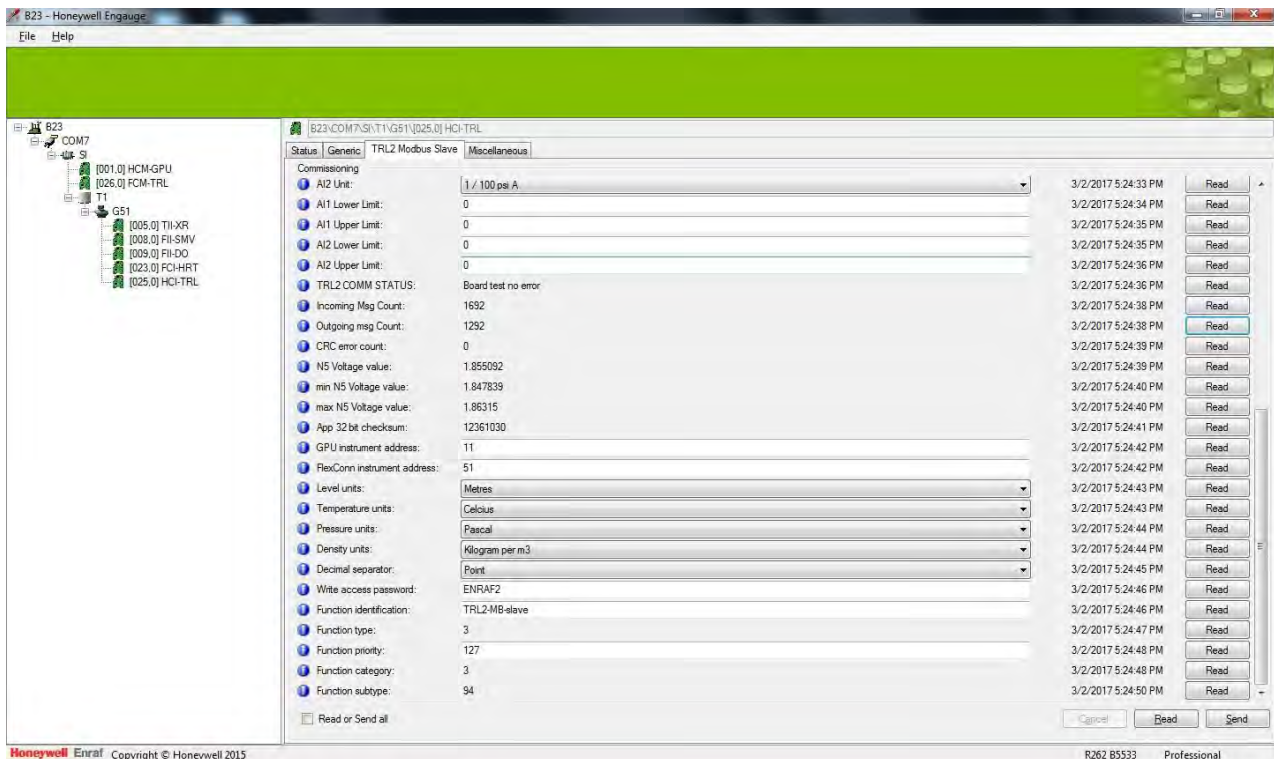 B23 - Honeywell Engauge
File Help
B23
COM7
SI
[001,0] HCM-GPU
[026,0] FCM-TRL
T1
G51
[005,0] TII-XR
[008,0] FII-SMV
[009,0] FII-DO
[023,0] FCI-HRT
[025,0] HCI-TRL
B23\COM7\SI\T1\G51\[025,0] HCI-TRL
Status Generic TRL2 Modbus Slave Miscellaneous
Commissioning
AI2 Unit: 1 / 100 psi A 3/2/2017 5:24:33 PM Read
AI1 Lower Limit: 0 3/2/2017 5:24:34 PM Read
AI1 Upper Limit: 0 3/2/2017 5:24:35 PM Read
AI2 Lower Limit: 0 3/2/2017 5:24:35 PM Read
AI2 Upper Limit: 0 3/2/2017 5:24:36 PM Read
TRL2 COMM STATUS: Board test no error 3/2/2017 5:24:36 PM Read
Incoming Msg Count: 1692 3/2/2017 5:24:38 PM Read
Outgoing msg Count: 1292 3/2/2017 5:24:38 PM Read
CRC error count: 0 3/2/2017 5:24:39 PM Read
N5 Voltage value: 1.855092 3/2/2017 5:24:39 PM Read
min N5 Voltage value: 1.847839 3/2/2017 5:24:40 PM Read
max N5 Voltage value: 1.86315 3/2/2017 5:24:40 PM Read
App 32 bit checksum: 12361030 3/2/2017 5:24:41 PM Read
GPU instrument address: 11 3/2/2017 5:24:42 PM Read
FlexConn instrument address: 51 3/2/2017 5:24:42 PM Read
Level units: Metres 3/2/2017 5:24:43 PM Read
Temperature units: Celcius 3/2/2017 5:24:43 PM Read
Pressure units: Pascal 3/2/2017 5:24:44 PM Read
Density units: Kilogram per m3 3/2/2017 5:24:44 PM Read
Decimal separator: Point 3/2/2017 5:24:45 PM Read
Write access password: ENRAF2 3/2/2017 5:24:46 PM Read
Function identification: TRL2-MB-slave 3/2/2017 5:24:46 PM Read
Function type: 3 3/2/2017 5:24:47 PM Read
Function priority: 127 3/2/2017 5:24:48 PM Read
Function category: 3 3/2/2017 5:24:48 PM Read
Function subtype: 94 3/2/2017 5:24:50 PM Read
Read or Send all Cancel Read Send
Honeywell Enraf Copyright © Honeywell 2015 R262 B5533 Professional